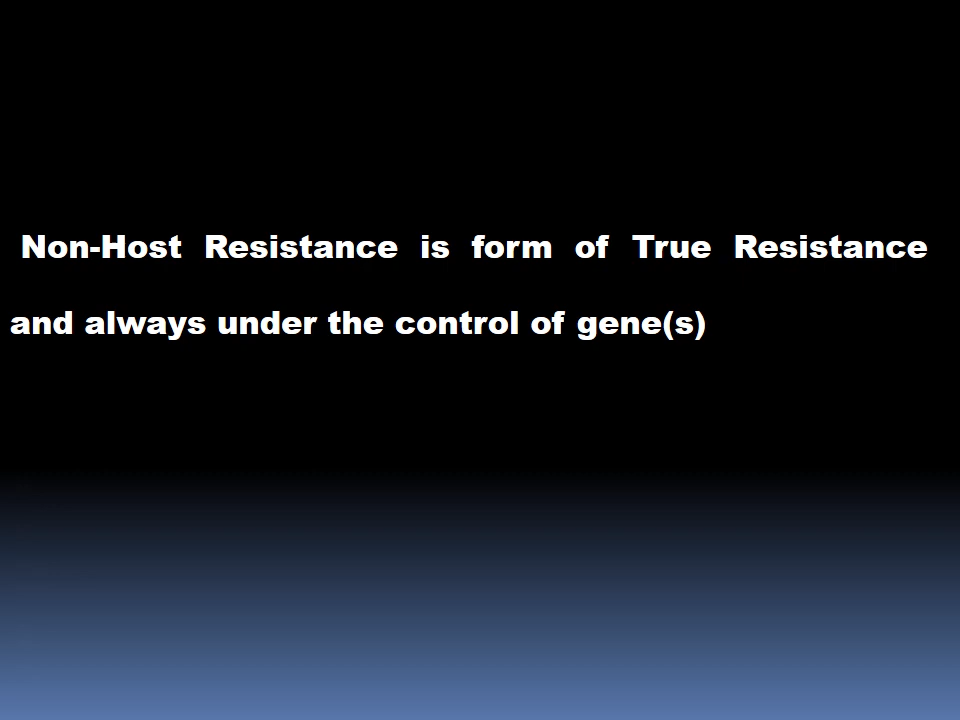 Non-Host Resistance is form of True Resistance
and always under the control of gene(s)